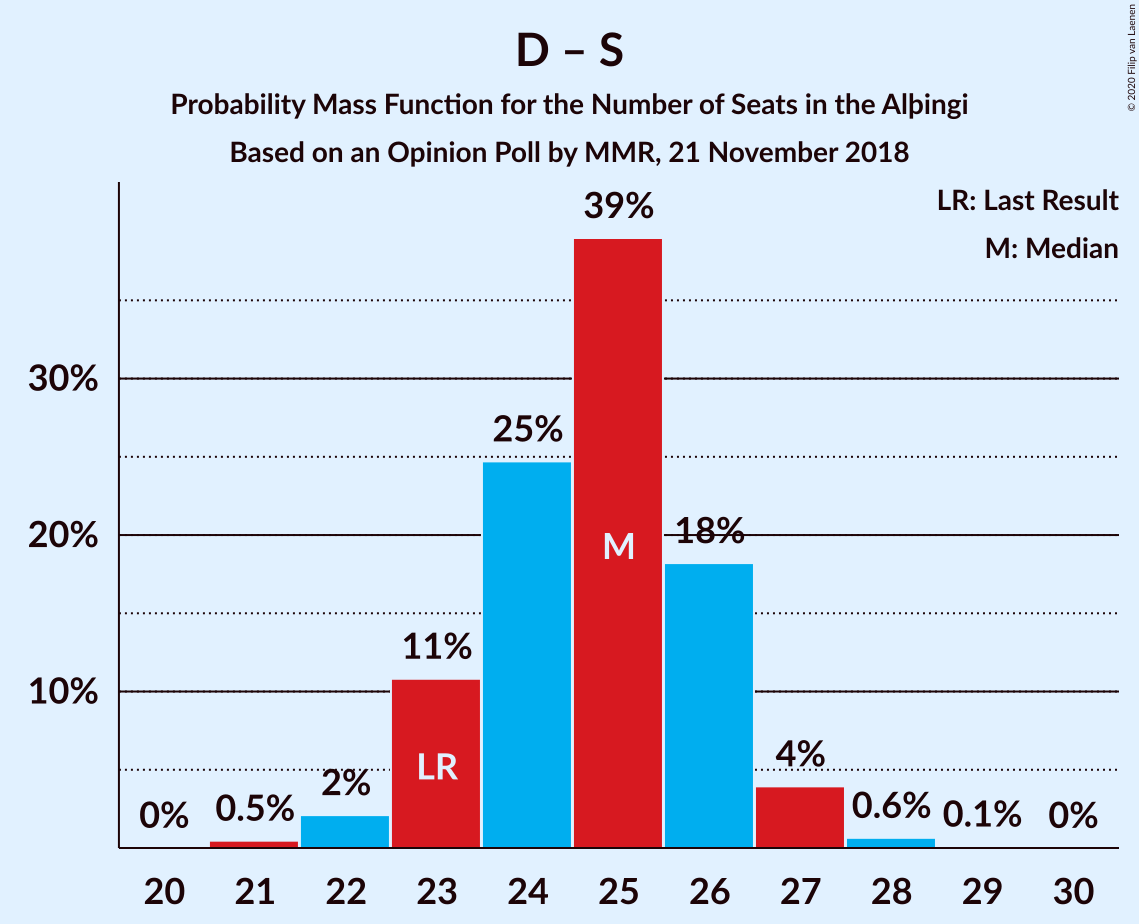 D – S
Probability Mass Function for the Number of Seats in the Alþingi
Based on an Opinion Poll by MMR, 21 November 2018
© 2020 Filip van Laenen
LR: Last Result
M: Median
39%
30%
25%
20%
18%
M
11%
10%
LR
4%
2%
0%
0.5%
0.6%
0.1%
0%
20 21 22 23 24 25 26 27 28 29 30